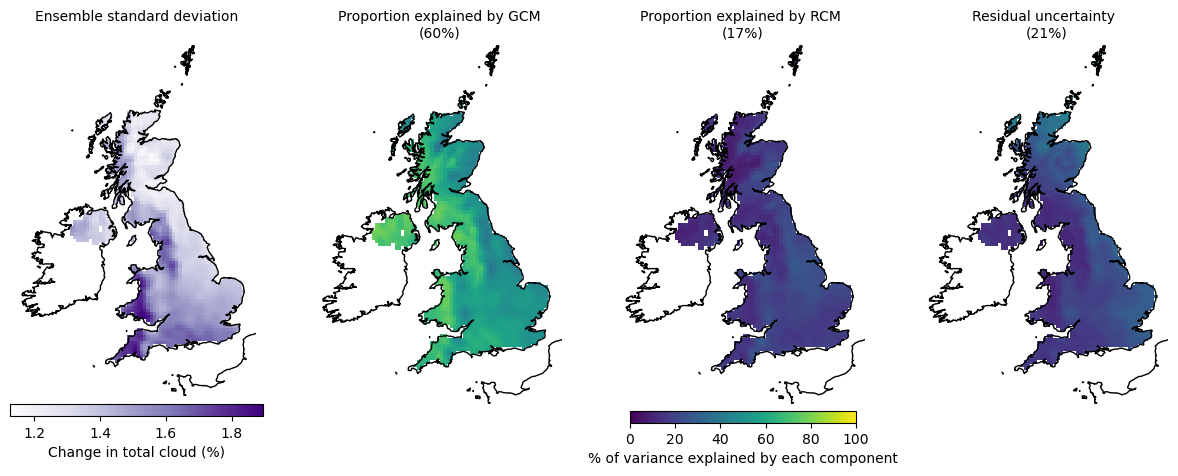 Ensemble standard deviation
Proportion explained by GCM
(60%)
Proportion explained by RCM
(17%)
Residual uncertainty
(21%)
1.2 1.4 1.6 1.8
Change in total cloud (%)
0 20 40 60 80 100
% of variance explained by each component